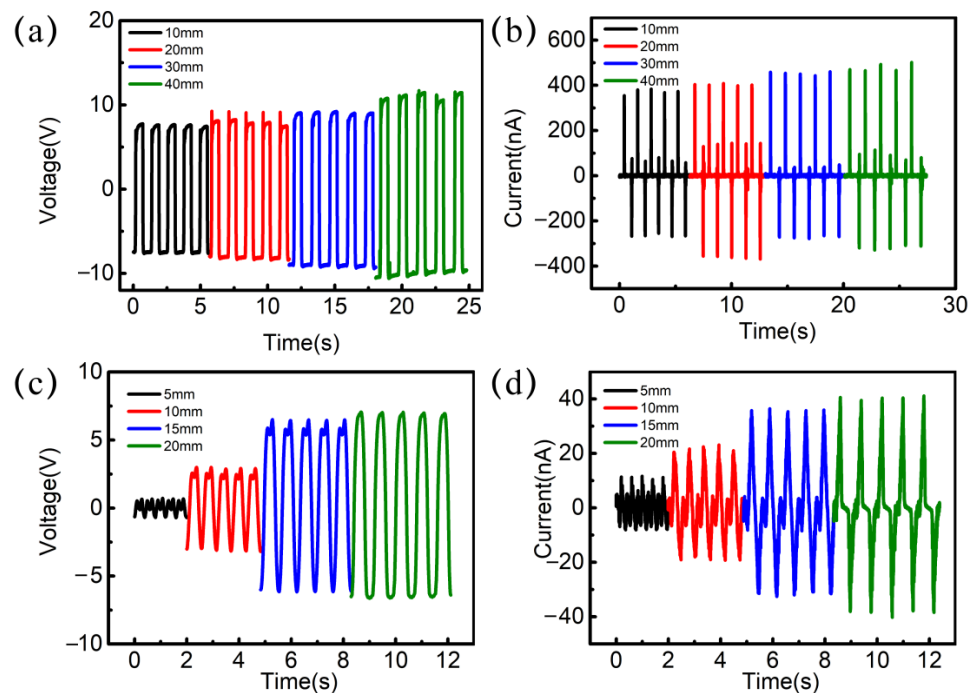 (a)
10mm
20mm
30mm
40mm
20
10
0
−10
Voltage(V)
0 5 10 15 20 25
Time(s)
(b)
10mm
20mm
30mm
40mm
600
400
200
0
−200
−400
Current(nA)
0 10 20 30
Time(s)
(c)
5mm
10mm
15mm
20mm
10
5
0
−5
−10
Voltage(V)
0 2 4 6 8 10 12
Time(s)
(d)
5mm
10mm
15mm
20mm
40
20
0
−20
−40
Current(nA)
0 2 4 6 8 10 12
Time(s)